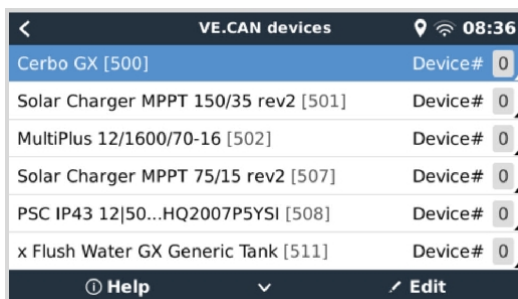 VE.CAN devices 08:36
Cerbo GX [500] Device# 0
Solar Charger MPPT 150/35 rev2 [501] Device# 0
MultiPlus 12/1600/70-16 [502] Device# 0
Solar Charger MPPT 75/15 rev2 [507] Device# 0
PSC IP43 12|50...HQ2007P5YSI [508] Device# 0
x Flush Water GX Generic Tank [511] Device# 0
Help Edit